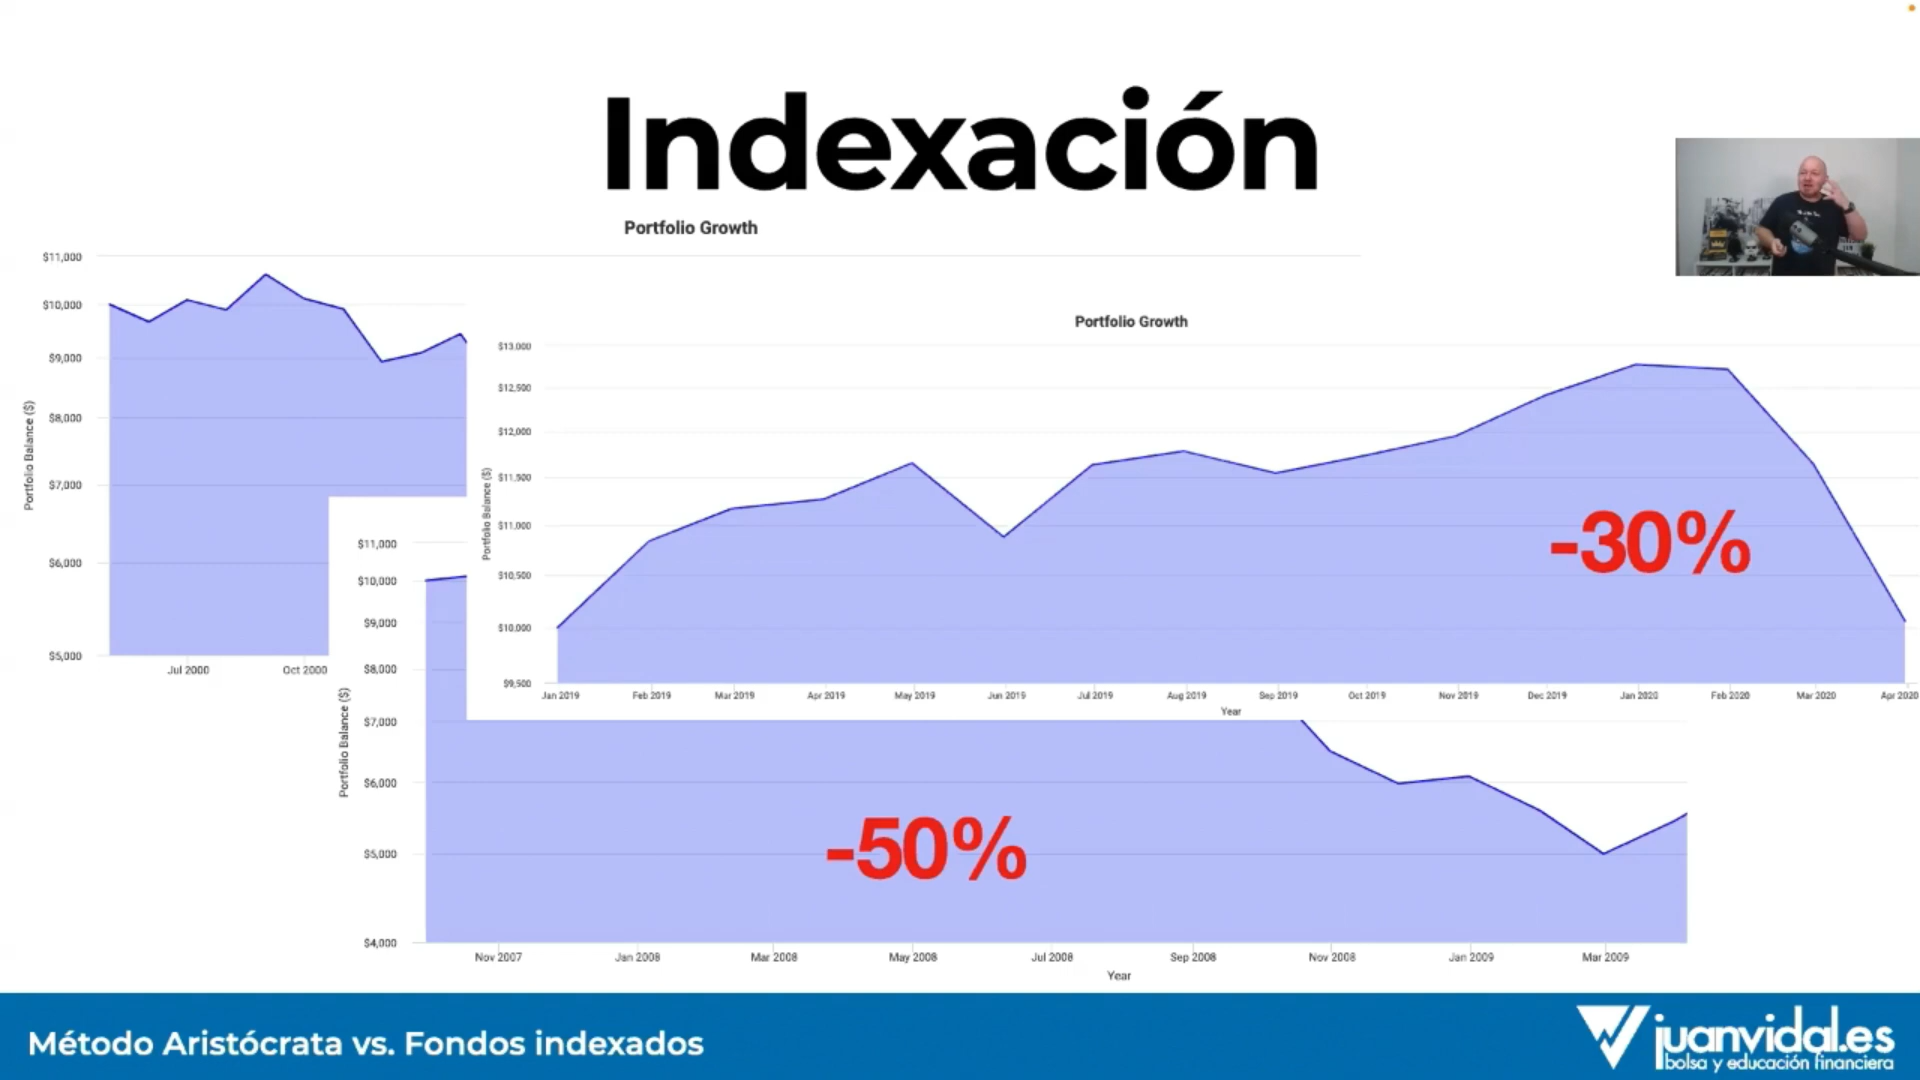 Indexación
Portfolio Growth
$11,000
$10,000
$9,000
$8,000
$7,000
$6,000
$5,000
Portfolio Balance ($)
Jul 2000
Oct 2000
Portfolio Growth
$13,000
$12,500
$12,000
$11,500
$11,000
$10,500
$10,000
$9,500
Portfolio Balance ($)
-30%
Jan 2019
Feb 2019
Mar 2019
Apr 2019
May 2019
Jun 2019
Jul 2019
Aug 2019
Sep 2019
Oct 2019
Nov 2019
Dec 2019
Jan 2020
Feb 2020
Mar 2020
Apr 2020
Year
$11,000
$10,000
$9,000
$8,000
$7,000
$6,000
$5,000
$4,000
Portfolio Balance ($)
-50%
Nov 2007
Jan 2008
Mar 2008
May 2008
Jul 2008
Sep 2008
Nov 2008
Jan 2009
Mar 2009
Year
Método Aristócrata vs. Fondos indexados
juanvidal.es
bolsa y educación financiera